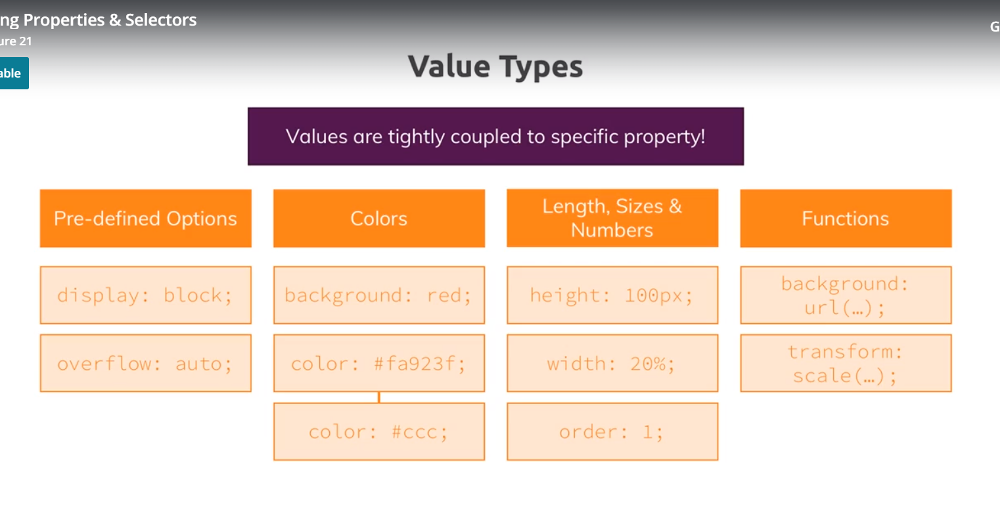 ng Properties & Selectors
ure 21
G
able
Value Types
Values are tightly coupled to specific property!
Pre-defined Options
Colors
Length, Sizes &
Numbers
Functions
display: block;
background: red;
height: 100px;
background:
url(…);
overflow: auto;
color: #fa923f;
width: 20%;
transform:
scale(…);
color: #ccc;
order: 1;